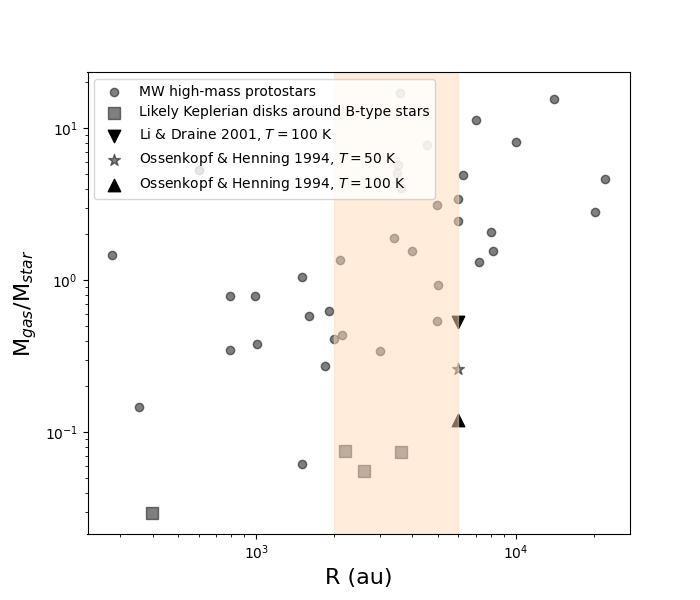 MW high-mass protostars
Likely Keplerian disks around B-type stars
Li & Draine 2001, T = 100 K
Ossenkopf & Henning 1994, T = 50 K
Ossenkopf & Henning 1994, T = 100 K
10¹
10⁰
10⁻¹
M_gas/M_star
10³
10⁴
R (au)